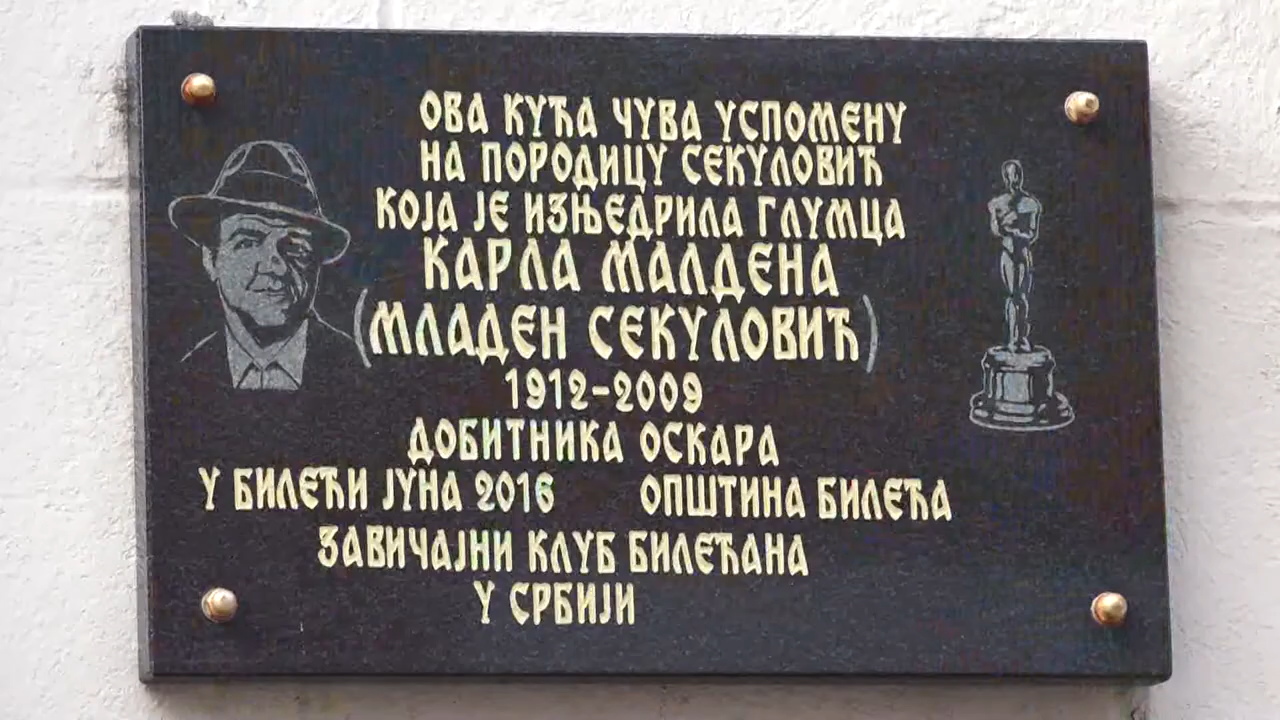 ОВА КУЋА ЧУВА УСПОМЕНУ
НА ПОРОДИЦУ СЕКУЛОВИЋ
КОЈА ЈЕ ИЗЊЕДРИЛА ГЛУМЦА
КАРЛА МАЛДЕНА
(МЛАДЕН СЕКУЛОВИЋ)
1912-2009
ДОБИТНИКА ОСКАРА
У БИЛЕЋИ ЈУНА 2016 ОПШТИНА БИЛЕЋА
ЗАВИЧАЈНИ КЛУБ БИЛЕЋАНА
У СРБИЈИ